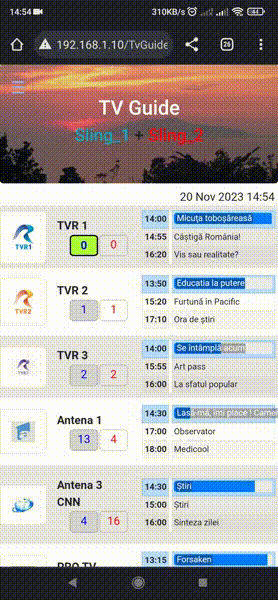 14:54 310KB/s 44
192.168.1.10/TvGuide 26
TV Guide
Sling_1 + Sling_2
20 Nov 2023 14:54
TVR1
TVR 1
0 0
14:00 Micuța toboșărească
14:55 Câștigă România!
16:20 Vis sau realitate?
TVR2
TVR 2
1 1
13:50 Educatia la putere
15:20 Furtună în Pacific
17:10 Ora de știri
TVR3
TVR 3
2 2
14:00 Se întâmplă acum
15:55 Art pass
16:00 La sfatul popular
Antena 1
13 4
14:30 Lasă-mă, îmi place ! Camer
17:00 Observator
18:00 Medicool
Antena 3
CNN
4 16
14:30 Știri
15:00 Știri
16:00 Sinteza zilei
PRO TV
13:15 Forsaken